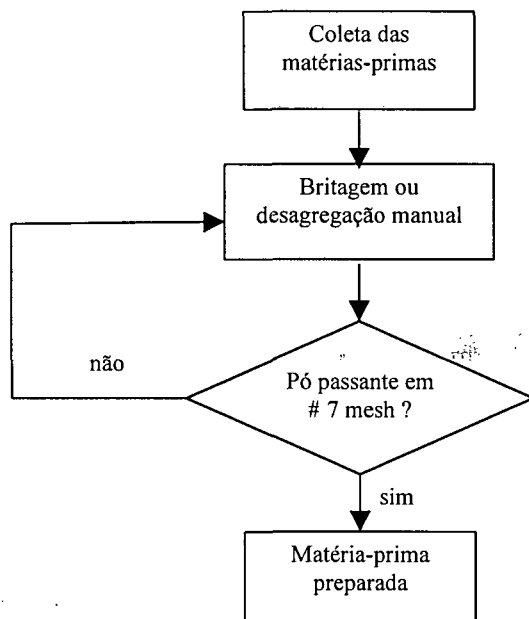 Coleta das
matérias-primas
Britagem ou
desagregação manual
não
Pó passante em
# 7 mesh ?
sim
Matéria-prima
preparada